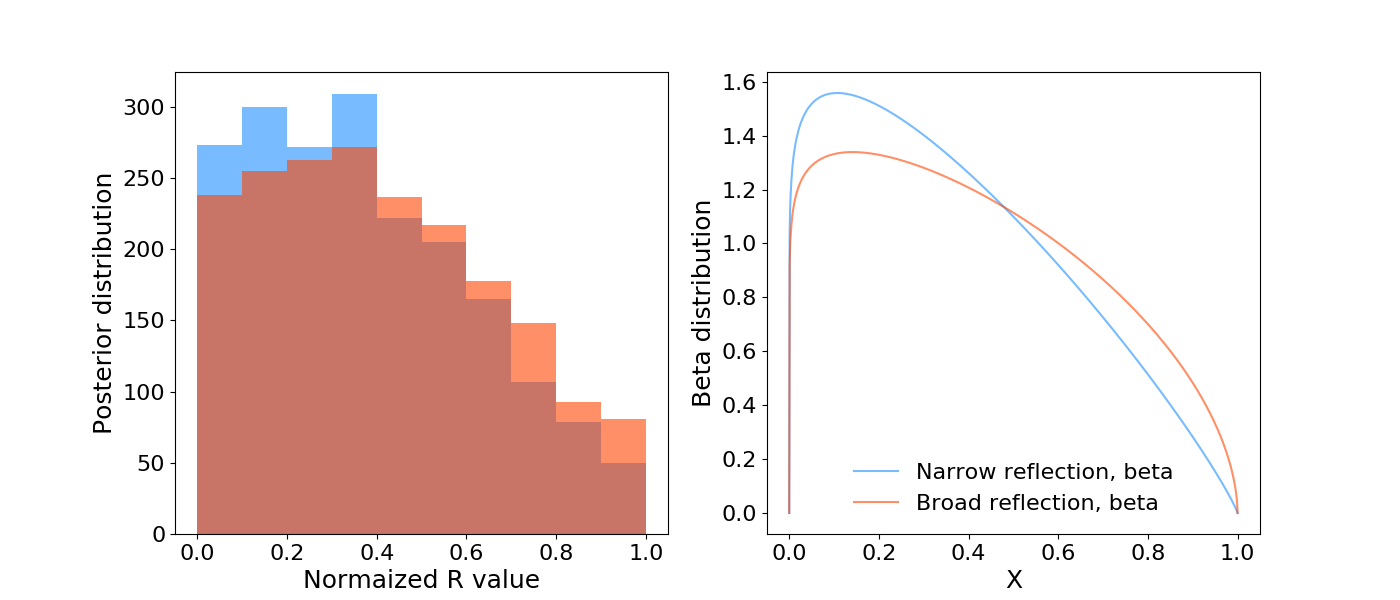 Posterior distribution
300
250
200
150
100
50
0
0.0 0.2 0.4 0.6 0.8 1.0
Normaized R value
Beta distribution
1.6
1.4
1.2
1.0
0.8
0.6
0.4
0.2
0.0
Narrow reflection, beta
Broad reflection, beta
0.0 0.2 0.4 0.6 0.8 1.0
X